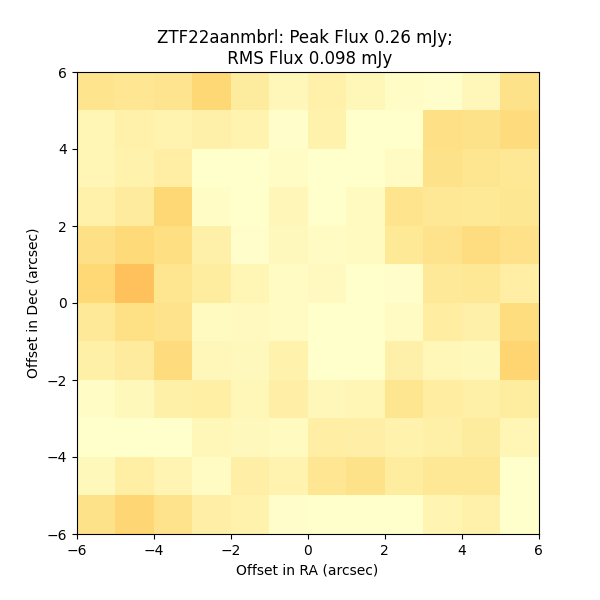 ZTF22aanmbrl: Peak Flux 0.26 mJy;
RMS Flux 0.098 mJy
6
4
2
0
−2
−4
−6
Offset in Dec (arcsec)
−6 −4 −2 0 2 4 6
Offset in RA (arcsec)